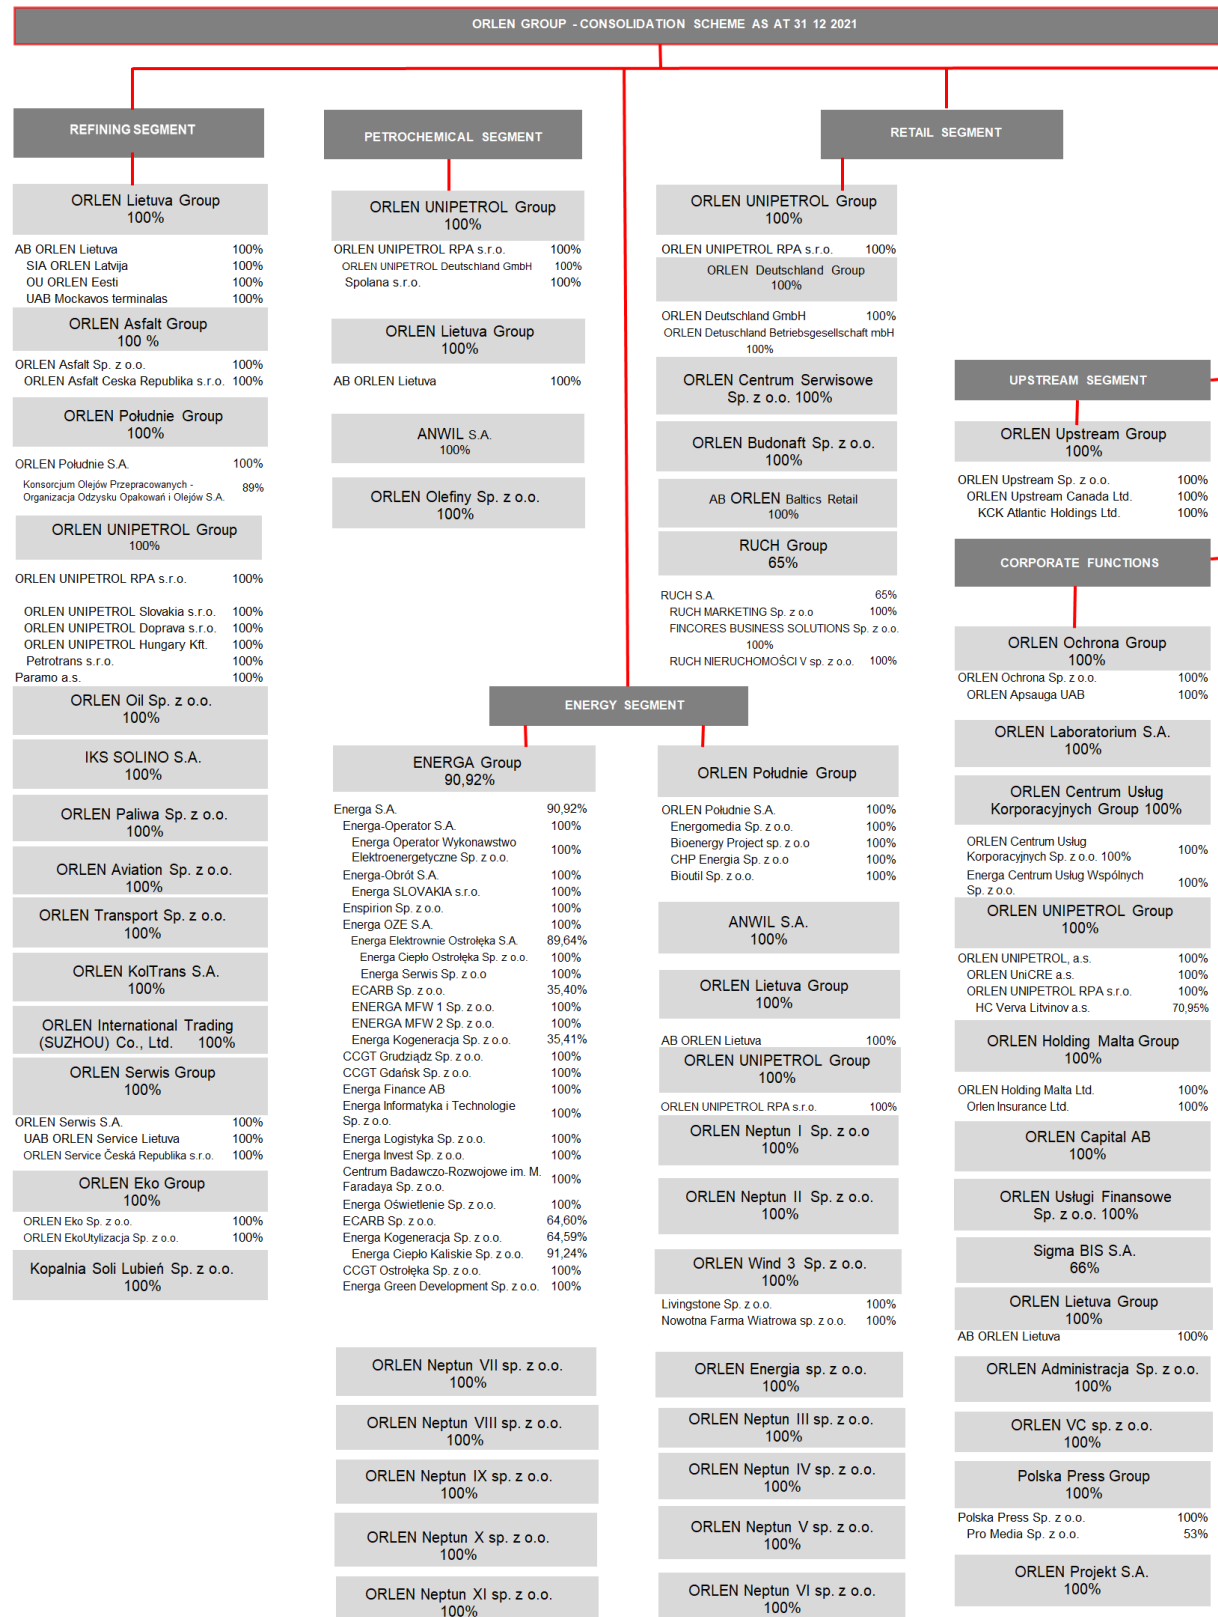 ORLEN GROUP - CONSOLIDATION SCHEME AS AT 31 12 2021
REFINING SEGMENT
ORLEN Lietuva Group
100%
AB ORLEN Lietuva 100%
SIA ORLEN Latvija 100%
OU ORLEN Eesti 100%
UAB Mockavos terminalas 100%
ORLEN Asfalt Group
100 %
ORLEN Asfalt Sp. z o.o. 100%
ORLEN Asfalt Ceska Republika s.r.o. 100%
ORLEN Południe Group
100%
ORLEN Południe S.A. 100%
Konsorcjum Olejów Przepracowanych -
Organizacja Odzysku Opakowań i Olejów S.A. 89%
ORLEN UNIPETROL Group
100%
ORLEN UNIPETROL RPA s.r.o. 100%
ORLEN UNIPETROL Slovakia s.r.o. 100%
ORLEN UNIPETROL Doprava s.r.o. 100%
ORLEN UNIPETROL Hungary Kft. 100%
Petrotrans s.r.o. 100%
Paramo a.s. 100%
ORLEN Oil Sp. z o.o.
100%
IKS SOLINO S.A.
100%
ORLEN Paliwa Sp. z o.o.
100%
ORLEN Aviation Sp. z o.o.
100%
ORLEN Transport Sp. z o.o.
100%
ORLEN KolTrans S.A.
100%
ORLEN International Trading
(SUZHOU) Co., Ltd. 100%
ORLEN Serwis Group
100%
ORLEN Serwis S.A. 100%
UAB ORLEN Service Lietuva 100%
ORLEN Service Česká Republika s.r.o. 100%
ORLEN Eko Group
100%
ORLEN Eko Sp. z o.o. 100%
ORLEN EkoUtylizacja Sp. z o.o. 100%
Kopalnia Soli Lubień Sp. z o.o.
100%
PETROCHEMICAL SEGMENT
ORLEN UNIPETROL Group
100%
ORLEN UNIPETROL RPA s.r.o. 100%
ORLEN UNIPETROL Deutschland GmbH 100%
Spolana s.r.o. 100%
ORLEN Lietuva Group
100%
AB ORLEN Lietuva 100%
ANWIL S.A.
100%
ORLEN Olefiny Sp. z o.o.
100%
RETAIL SEGMENT
ORLEN UNIPETROL Group
100%
ORLEN UNIPETROL RPA s.r.o. 100%
ORLEN Deutschland Group
100%
ORLEN Deutschland GmbH 100%
ORLEN Detuschland Betriebsgesellschaft mbH
100%
ORLEN Centrum Serwisowe
Sp. z o.o. 100%
ORLEN Budonaft Sp. z o.o.
100%
AB ORLEN Baltics Retail
100%
RUCH Group
65%
RUCH S.A. 65%
RUCH MARKETING Sp. z o.o 100%
FINCORES BUSINESS SOLUTIONS Sp. z o.o.
100%
RUCH NIERUCHOMOŚCI V sp. z o.o. 100%
ENERGY SEGMENT
ENERGA Group
90,92%
Energa S.A. 90,92%
Energa-Operator S.A. 100%
Energa Operator Wykonawstwo
Elektroenergetyczne Sp. z o.o. 100%
Energa-Obrót S.A. 100%
Energa SLOVAKIA s.r.o. 100%
Enspirion Sp. z o.o. 100%
Energa OZE S.A. 100%
Energa Elektrownie Ostrołęka S.A. 89,64%
Energa Ciepło Ostrołęka Sp. z o.o. 100%
Energa Serwis Sp. z o.o 100%
ECARB Sp. z o.o. 35,40%
ENERGA MFW 1 Sp. z o.o. 100%
ENERGA MFW 2 Sp. z o.o. 100%
Energa Kogeneracja Sp. z o.o. 35,41%
CCGT Grudziądz Sp. z o.o. 100%
CCGT Gdańsk Sp. z o.o. 100%
Energa Finance AB 100%
Energa Informatyka i Technologie
Sp. z o.o. 100%
Energa Logistyka Sp. z o.o. 100%
Energa Invest Sp. z o.o. 100%
Centrum Badawczo-Rozwojowe im. M.
Faradaya Sp. z o.o. 100%
Energa Oświetlenie Sp. z o.o. 100%
ECARB Sp. z o.o. 64,60%
Energa Kogeneracja Sp. z o.o. 64,59%
Energa Ciepło Kaliskie Sp. z o.o. 91,24%
CCGT Ostrołęka Sp. z o.o. 100%
Energa Green Development Sp. z o.o. 100%
ORLEN Neptun VII sp. z o.o.
100%
ORLEN Neptun VIII sp. z o.o.
100%
ORLEN Neptun IX sp. z o.o.
100%
ORLEN Neptun X sp. z o.o.
100%
ORLEN Neptun XI sp. z o.o.
100%
ORLEN Południe Group
ORLEN Południe S.A. 100%
Energomedia Sp. z o.o. 100%
Bioenergy Project sp. z o.o 100%
CHP Energia Sp. z o.o 100%
Bioutil Sp. z o.o. 100%
ANWIL S.A.
100%
ORLEN Lietuva Group
100%
AB ORLEN Lietuva 100%
ORLEN UNIPETROL Group
100%
ORLEN UNIPETROL RPA s.r.o. 100%
ORLEN Neptun I Sp. z o.o
100%
ORLEN Neptun II Sp. z o.o.
100%
ORLEN Wind 3 Sp. z o.o.
100%
Livingstone Sp. z o.o. 100%
Nowotna Farma Wiatrowa sp. z o.o. 100%
ORLEN Energia sp. z o.o.
100%
ORLEN Neptun III sp. z o.o.
100%
ORLEN Neptun IV sp. z o.o.
100%
ORLEN Neptun V sp. z o.o.
100%
ORLEN Neptun VI sp. z o.o.
100%
UPSTREAM SEGMENT
ORLEN Upstream Group
100%
ORLEN Upstream Sp. z o.o. 100%
ORLEN Upstream Canada Ltd. 100%
KCK Atlantic Holdings Ltd. 100%
CORPORATE FUNCTIONS
ORLEN Ochrona Group
100%
ORLEN Ochrona Sp. z o.o. 100%
ORLEN Apsauga UAB 100%
ORLEN Laboratorium S.A.
100%
ORLEN Centrum Usług
Korporacyjnych Group 100%
ORLEN Centrum Usług
Korporacyjnych Sp. z o.o. 100% 100%
Energa Centrum Usług Wspólnych
Sp. z o.o. 100%
ORLEN UNIPETROL Group
100%
ORLEN UNIPETROL, a.s. 100%
ORLEN UniCRE a.s. 100%
ORLEN UNIPETROL RPA s.r.o. 100%
HC Verva Litvinov a.s. 70,95%
ORLEN Holding Malta Group
100%
ORLEN Holding Malta Ltd. 100%
Orlen Insurance Ltd. 100%
ORLEN Capital AB
100%
ORLEN Usługi Finansowe
Sp. z o.o. 100%
Sigma BIS S.A.
66%
ORLEN Lietuva Group
100%
AB ORLEN Lietuva 100%
ORLEN Administracja Sp. z o.o.
100%
ORLEN VC sp. z o.o.
100%
Polska Press Group
100%
Polska Press Sp. z o.o. 100%
Pro Media Sp. z o.o. 53%
ORLEN Projekt S.A.
100%